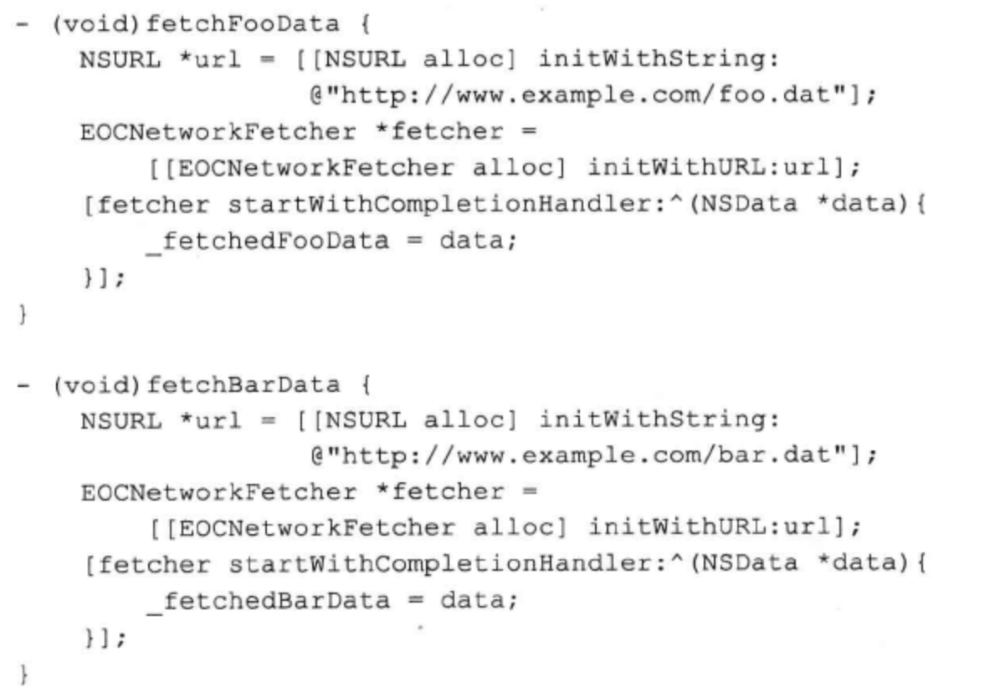 - (void)fetchFooData {
NSURL *url = [[NSURL alloc] initWithString:
@"http://www.example.com/foo.dat"];
EOCNetworkFetcher *fetcher =
[[EOCNetworkFetcher alloc] initWithURL:url];
[fetcher startWithCompletionHandler:^(NSData *data){
_fetchedFooData = data;
}];
}
- (void)fetchBarData {
NSURL *url = [[NSURL alloc] initWithString:
@"http://www.example.com/bar.dat"];
EOCNetworkFetcher *fetcher =
[[EOCNetworkFetcher alloc] initWithURL:url];
[fetcher startWithCompletionHandler:^(NSData *data){
_fetchedBarData = data;
}];
}